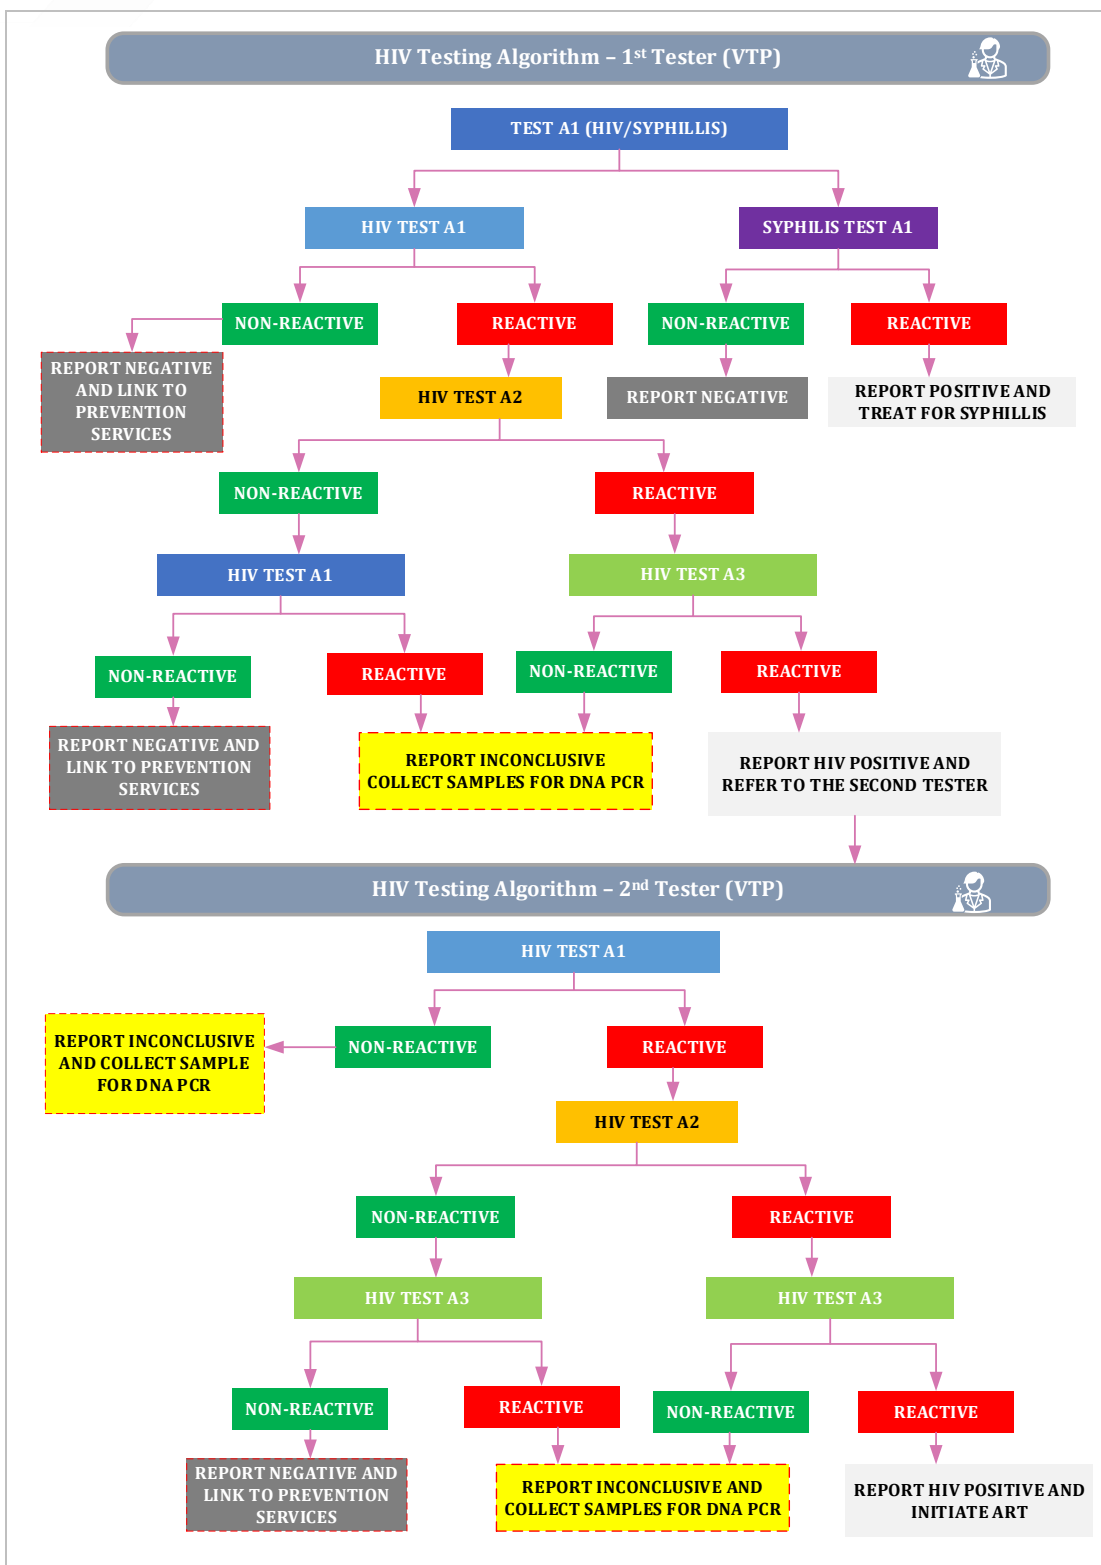 HIV Testing Algorithm – 1st Tester (VTP)
TEST A1 (HIV/SYPHILLIS)
HIV TEST A1
SYPHILIS TEST A1
NON-REACTIVE
REACTIVE
NON-REACTIVE
REACTIVE
REPORT NEGATIVE
AND LINK TO
PREVENTION
SERVICES
HIV TEST A2
REPORT NEGATIVE
REPORT POSITIVE AND
TREAT FOR SYPHILLIS
NON-REACTIVE
REACTIVE
HIV TEST A1
HIV TEST A3
NON-REACTIVE
REACTIVE
NON-REACTIVE
REACTIVE
REPORT NEGATIVE AND
LINK TO PREVENTION
SERVICES
REPORT INCONCLUSIVE
COLLECT SAMPLES FOR DNA PCR
REPORT HIV POSITIVE AND
REFER TO THE SECOND TESTER
HIV Testing Algorithm – 2nd Tester (VTP)
HIV TEST A1
REPORT INCONCLUSIVE
AND COLLECT SAMPLE
FOR DNA PCR
NON-REACTIVE
REACTIVE
HIV TEST A2
NON-REACTIVE
REACTIVE
HIV TEST A3
HIV TEST A3
NON-REACTIVE
REACTIVE
NON-REACTIVE
REACTIVE
REPORT NEGATIVE AND
LINK TO PREVENTION
SERVICES
REPORT INCONCLUSIVE AND
COLLECT SAMPLES FOR DNA PCR
REPORT HIV POSITIVE AND
INITIATE ART